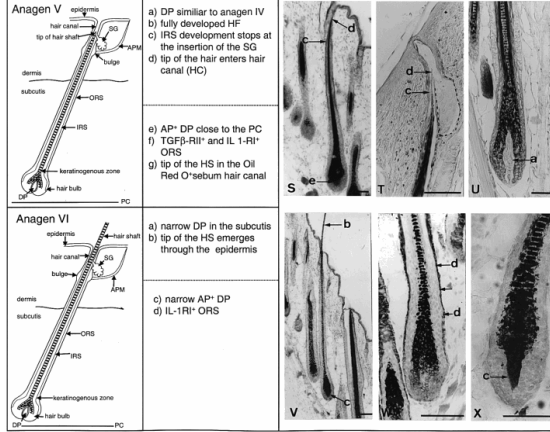 Anagen V
epidermis
hair canal
SG
tip of hair shaft
APM
bulge
dermis
subcutis
ORS
IRS
keratinogenous zone
DP
hair bulb
PC
a) DP similiar to anagen IV
b) fully developed HF
c) IRS development stops at
the insertion of the SG
d) tip of the hair enters hair
canal (HC)
e) AP⁺ DP close to the PC
f) TGFβ-RII⁺ and IL 1-RI⁺
ORS
g) tip of the HS in the Oil
Red O⁺sebum hair canal
d
c
e
S
d
c
T
a
U
Anagen VI
hair shaft
epidermis
hair canal
SG
bulge
APM
dermis
subcutis
ORS
IRS
keratinogenous zone
hair bulb
DP
PC
a) narrow DP in the subcutis
b) tip of the HS emerges
through the epidermis
c) narrow AP⁺ DP
d) IL-1RI⁺ ORS
b
c
V
d
d
W
c
X